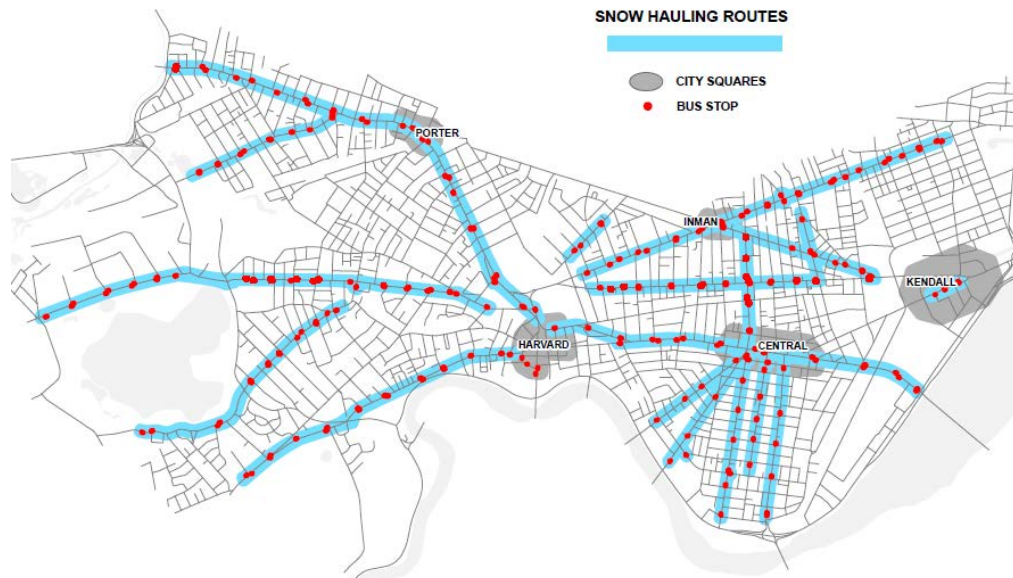 SNOW HAULING ROUTES
CITY SQUARES
BUS STOP
PORTER
INMAN
KENDALL
HARVARD
CENTRAL